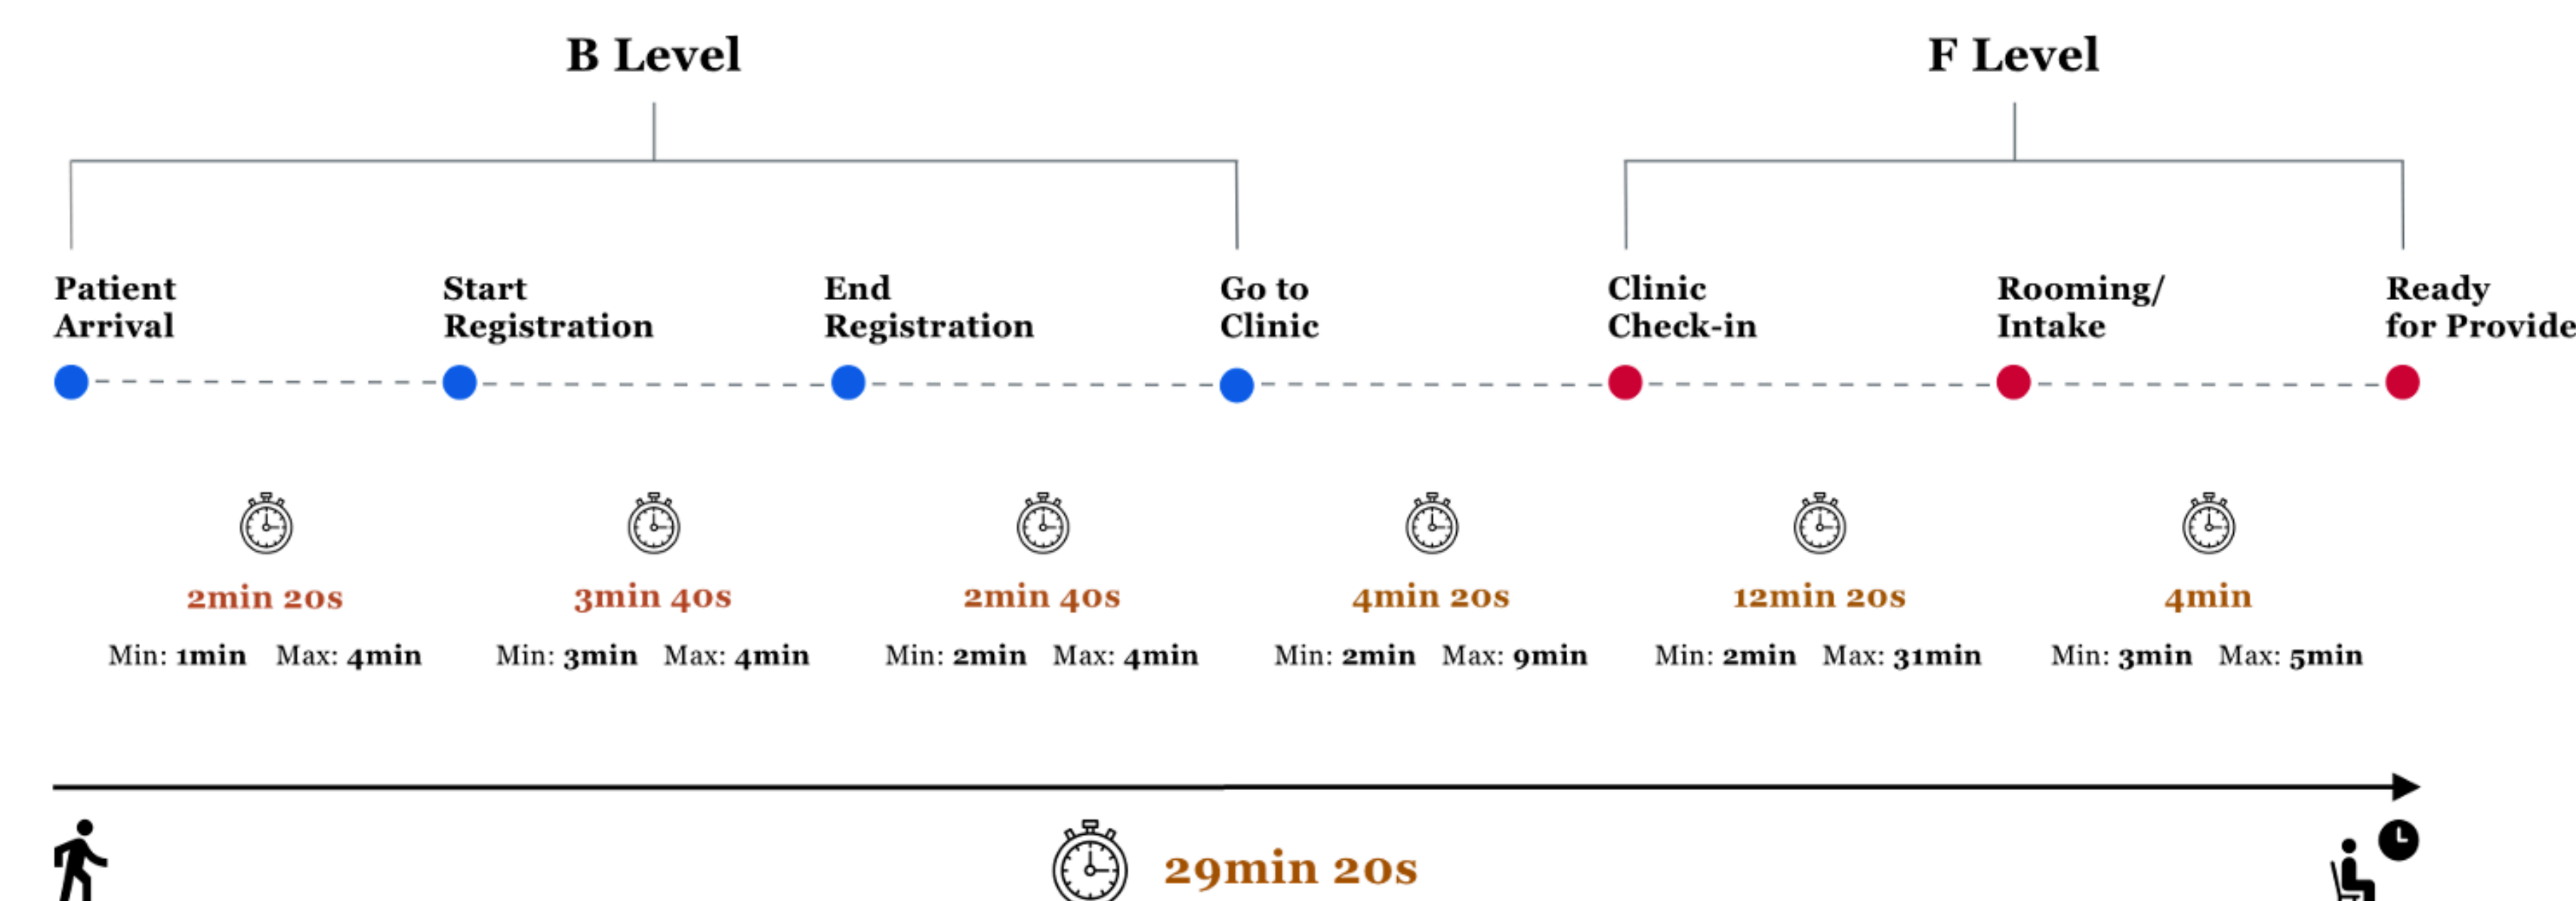 B Level
F Level
Patient
Arrival
Start
Registration
End
Registration
Go to
Clinic
Clinic
Check-in
Rooming/
Intake
Ready
for Provide
2min 20s
3min 40s
2min 40s
4min 20s
12min 20s
4min
Min: 1min Max: 4min
Min: 3min Max: 4min
Min: 2min Max: 4min
Min: 2min Max: 9min
Min: 2min Max: 31min
Min: 3min Max: 5min
29min 20s